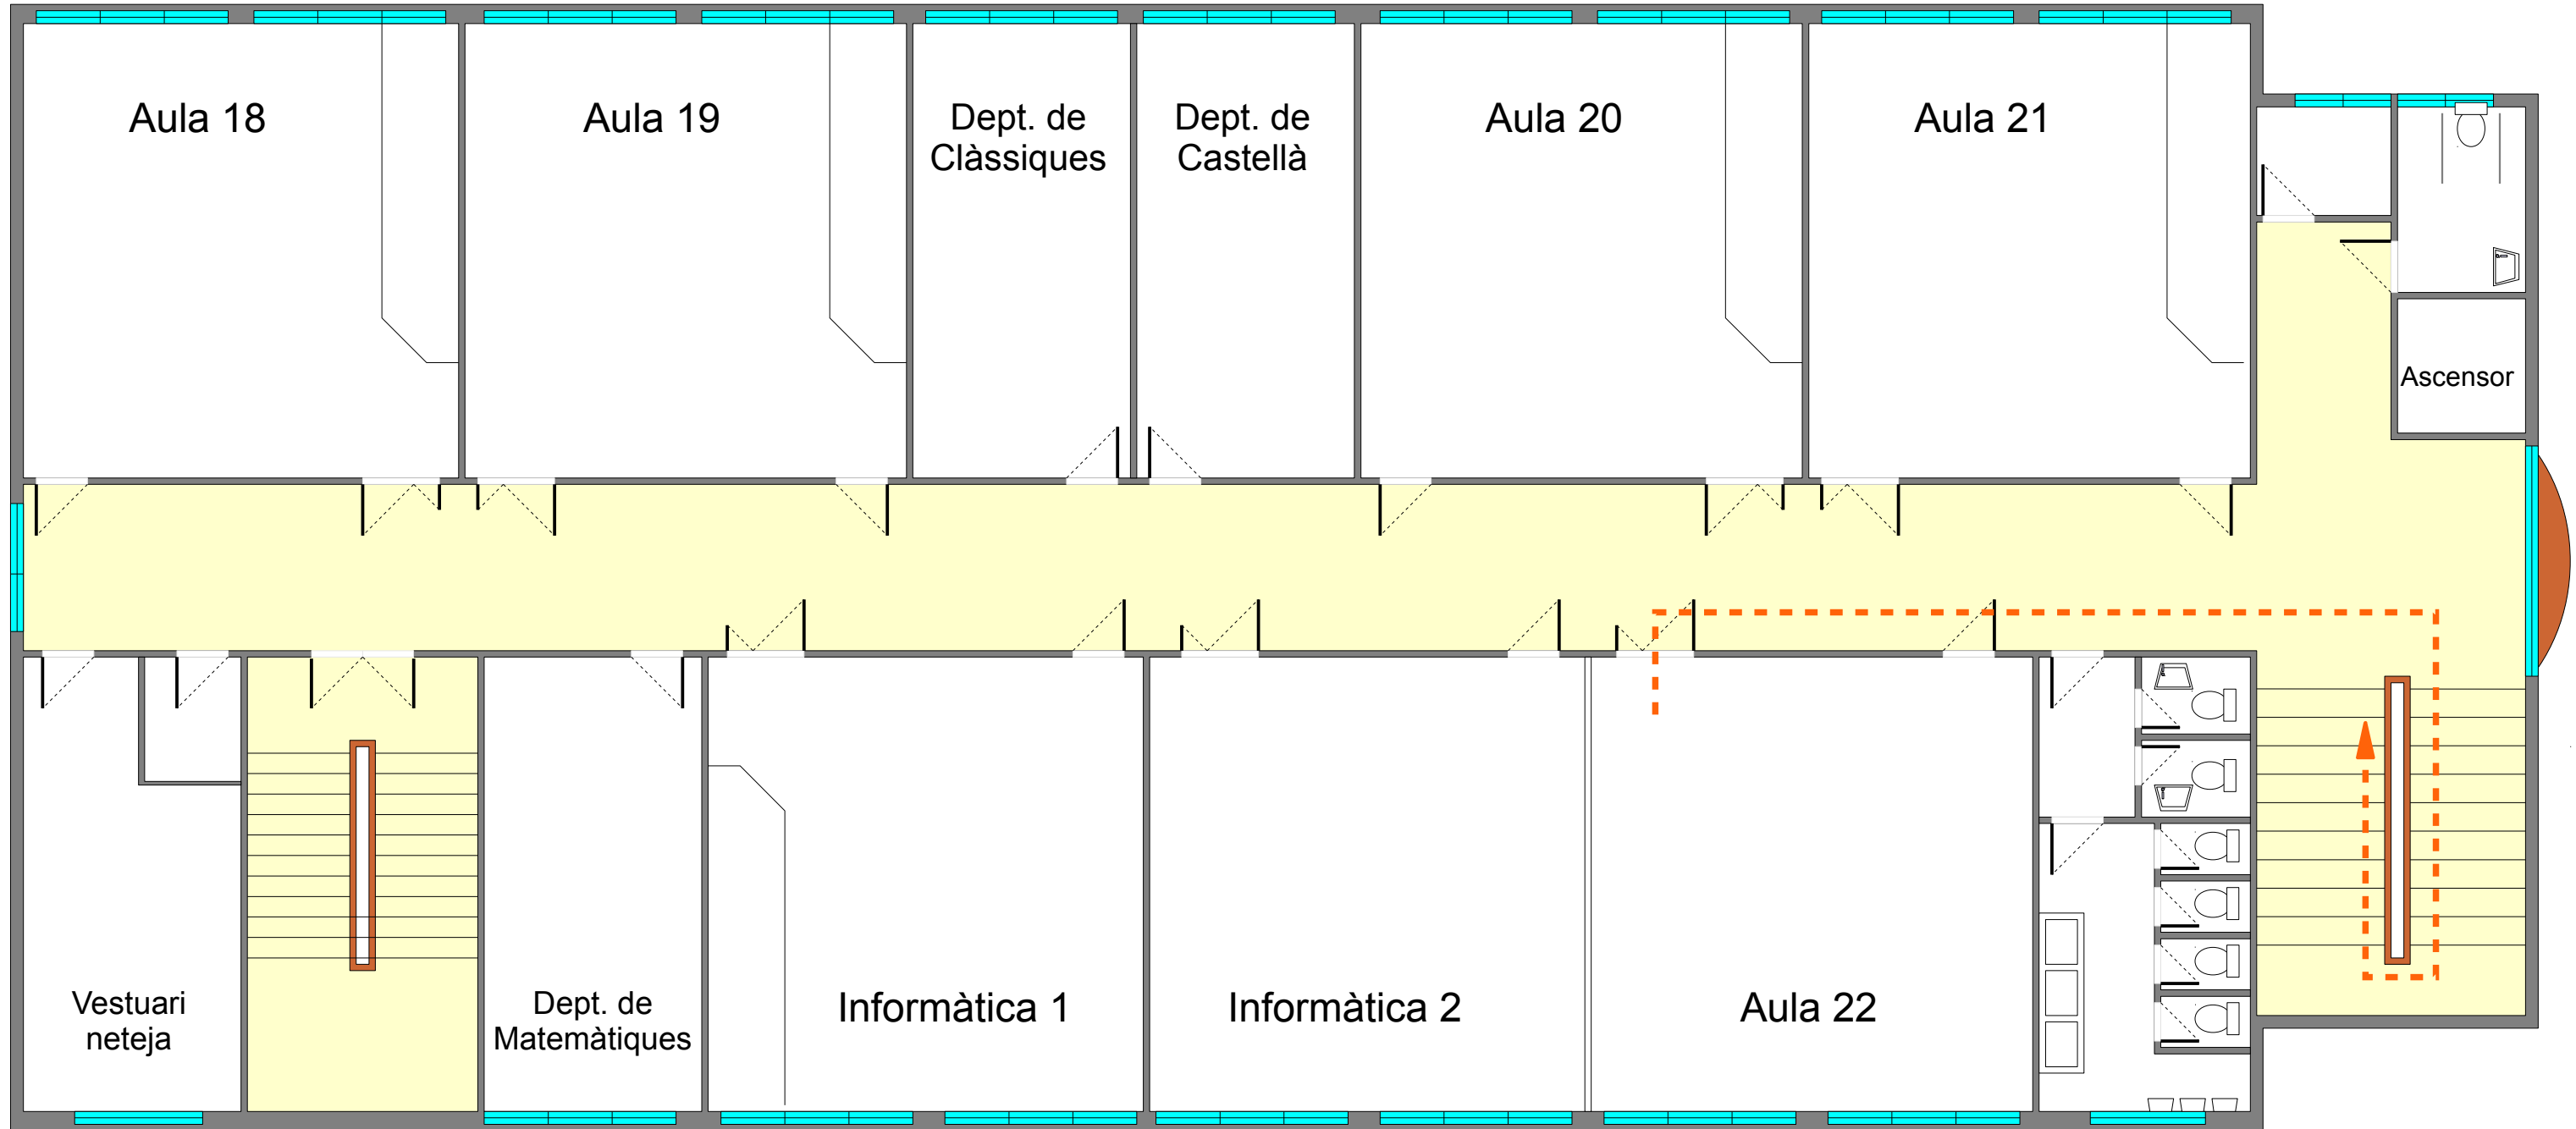 Aula 18
Aula 19
Dept. de
Clàssiques
Dept. de
Castellà
Aula 20
Aula 21
Ascensor
Vestuari
neteja
Dept. de
Matemàtiques
Informàtica 1
Informàtica 2
Aula 22